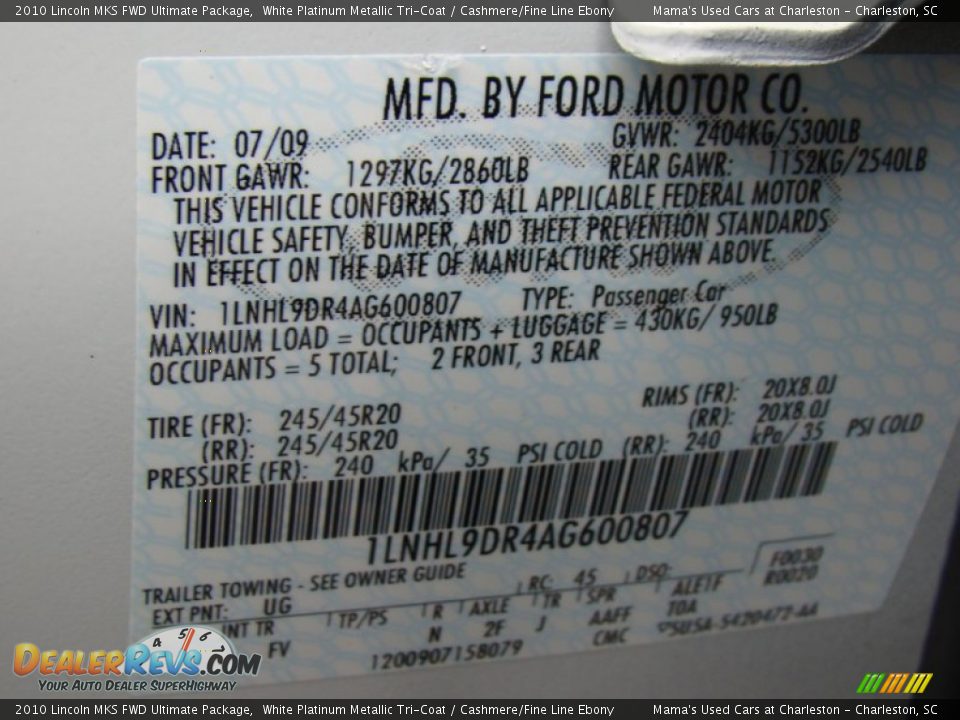 2010 Lincoln MKS FWD Ultimate Package, White Platinum Metallic Tri-Coat / Cashmere/Fine Line Ebony Mama's Used Cars at Charleston - Charleston, SC
MFD. BY FORD MOTOR CO.
DATE: 07/09 GVWR: 2404KG/5300LB
FRONT GAWR: 1297KG/2860LB REAR GAWR: 1152KG/2540LB
THIS VEHICLE CONFORMS TO ALL APPLICABLE FEDERAL MOTOR
VEHICLE SAFETY, BUMPER, AND THEFT PREVENTION STANDARDS
IN EFFECT ON THE DATE OF MANUFACTURE SHOWN ABOVE.
VIN: 1LNHL9DR4AG600807 TYPE: Passenger Car
MAXIMUM LOAD = OCCUPANTS + LUGGAGE = 430KG/ 950LB
OCCUPANTS = 5 TOTAL; 2 FRONT, 3 REAR
TIRE (FR): 245/45R20 RIMS (FR): 20X8.0J
(RR): 245/45R20 (RR): 20X8.0J
PRESSURE (FR): 240 kPa/ 35 PSI COLD (RR): 240 kPa/ 35 PSI COLD
1LNHL9DR4AG600807
TRAILER TOWING - SEE OWNER GUIDE
F0030
EXT PNT: UG RC: 45 DSO: R0020
INT TR TP/PS R AXLE TR SPR ALE1F
FV N 2F J AAFF TOA
1200907158079 CMC
DealerRevs.com
Your Auto Dealer SuperHighway
2010 Lincoln MKS FWD Ultimate Package, White Platinum Metallic Tri-Coat / Cashmere/Fine Line Ebony Mama's Used Cars at Charleston - Charleston, SC